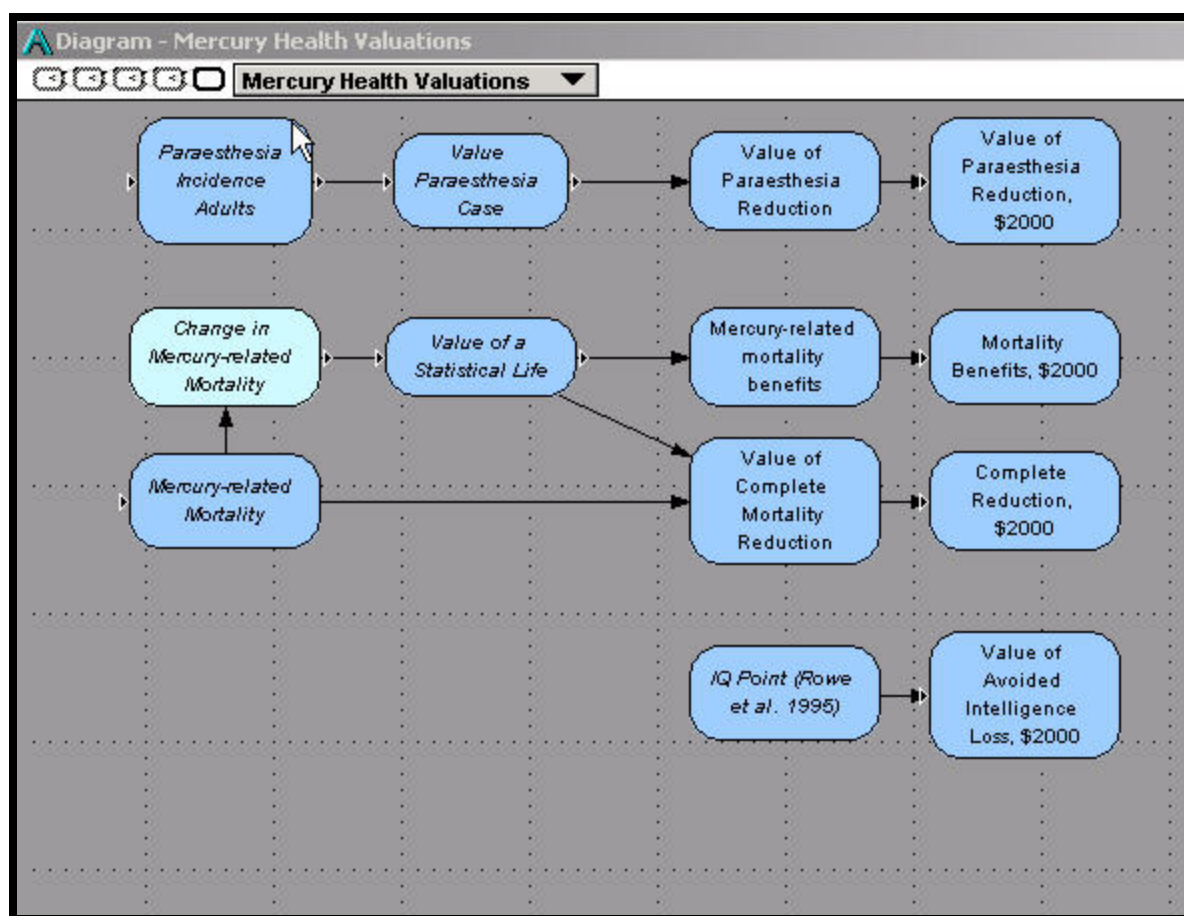 Diagram - Mercury Health Valuations
Mercury Health Valuations
Paraesthesia
Incidence
Adults
Value
Paraesthesia
Case
Value of
Paraesthesia
Reduction
Value of
Paraesthesia
Reduction,
$2000
Change in
Mercury-related
Mortality
Value of a
Statistical Life
Mercury-related
mortality
benefits
Mortality
Benefits, $2000
Mercury-related
Mortality
Value of
Complete
Mortality
Reduction
Complete
Reduction,
$2000
IQ Point (Rowe
et al. 1995)
Value of
Avoided
Intelligence
Loss, $2000